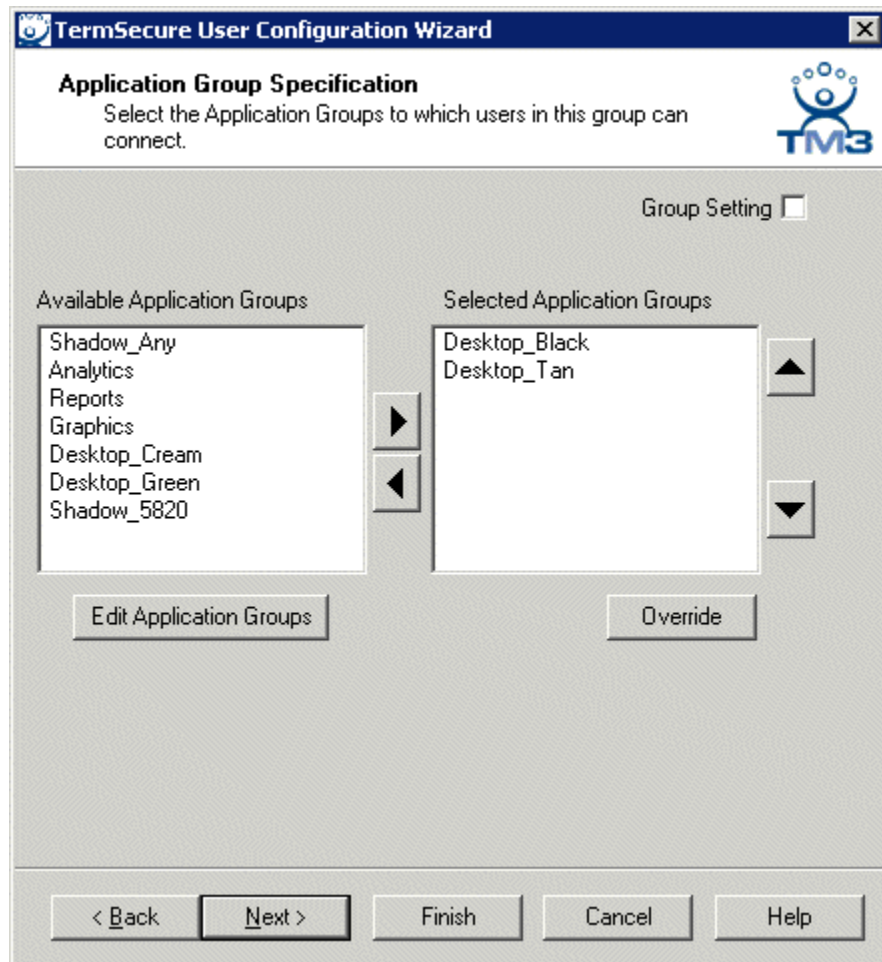 TermSecure User Configuration Wizard
Application Group Specification
Select the Application Groups to which users in this group can
connect.
TM3
Group Setting
Available Application Groups
Shadow_Any
Analytics
Reports
Graphics
Desktop_Cream
Desktop_Green
Shadow_5820
Selected Application Groups
Desktop_Black
Desktop_Tan
Edit Application Groups
Override
< Back
Next >
Finish
Cancel
Help